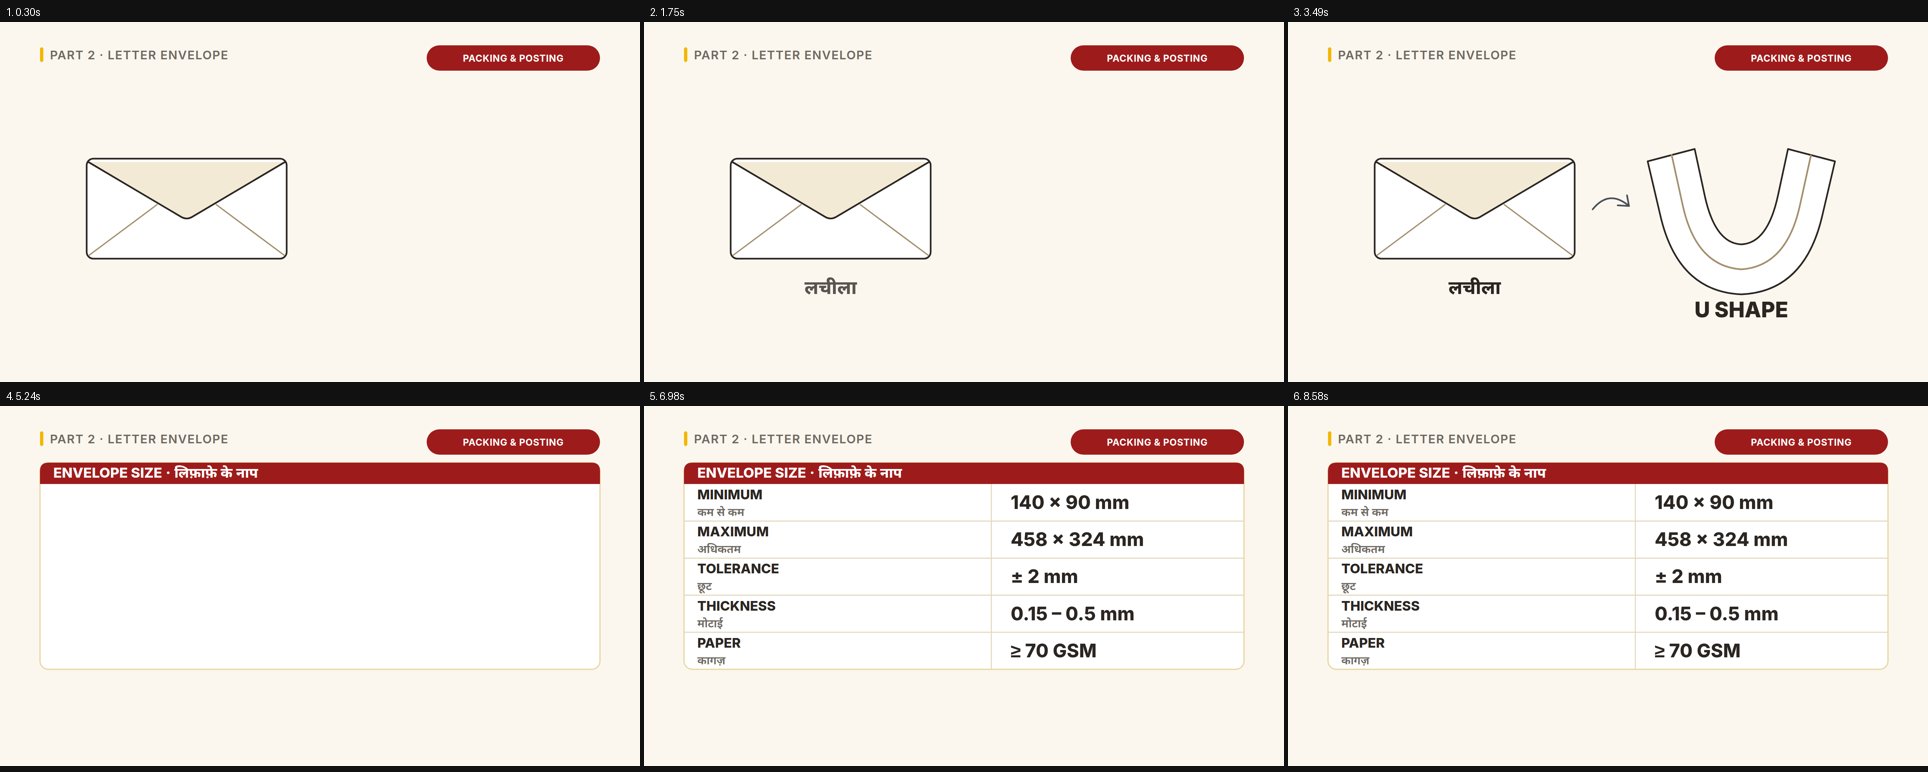 1. 0.30s
PART 2 · LETTER ENVELOPE
PACKING & POSTING
2. 1.75s
PART 2 · LETTER ENVELOPE
PACKING & POSTING
लचीला
3. 3.49s
PART 2 · LETTER ENVELOPE
PACKING & POSTING
लचीला
U SHAPE
4. 5.24s
PART 2 · LETTER ENVELOPE
PACKING & POSTING
ENVELOPE SIZE · लिफ़ाफ़े के नाप
5. 6.98s
PART 2 · LETTER ENVELOPE
PACKING & POSTING
ENVELOPE SIZE · लिफ़ाफ़े के नाप
MINIMUM
कम से कम
140 × 90 mm
MAXIMUM
अधिकतम
458 × 324 mm
TOLERANCE
छूट
± 2 mm
THICKNESS
मोटाई
0.15 – 0.5 mm
PAPER
कागज़
≥ 70 GSM
6. 8.58s
PART 2 · LETTER ENVELOPE
PACKING & POSTING
ENVELOPE SIZE · लिफ़ाफ़े के नाप
MINIMUM
कम से कम
140 × 90 mm
MAXIMUM
अधिकतम
458 × 324 mm
TOLERANCE
छूट
± 2 mm
THICKNESS
मोटाई
0.15 – 0.5 mm
PAPER
कागज़
≥ 70 GSM